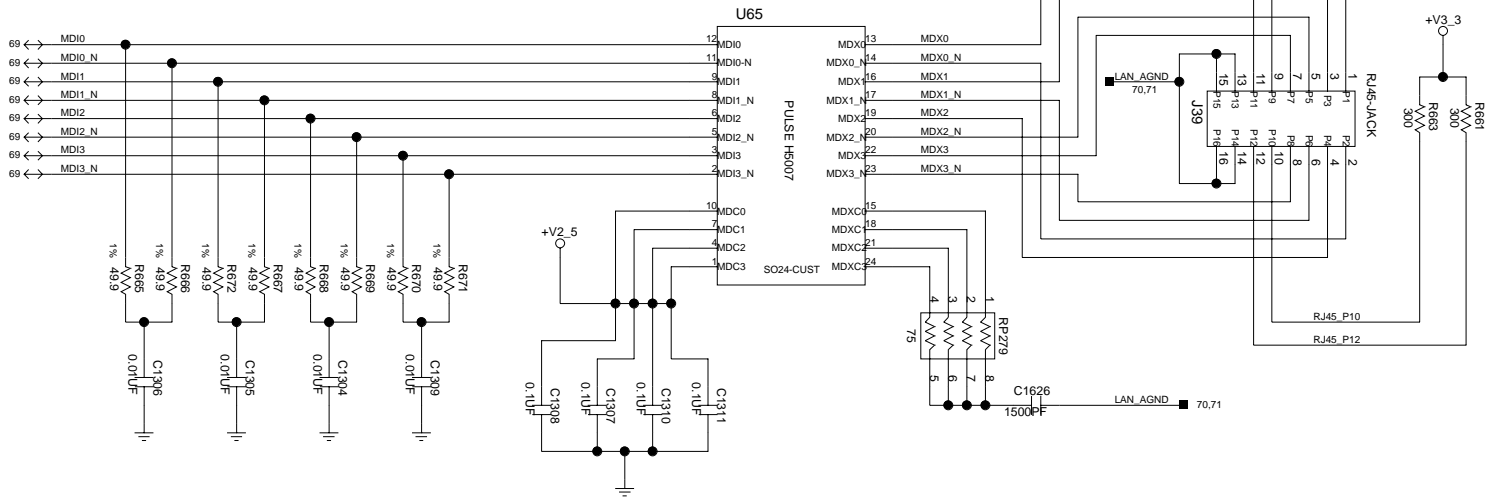 U65
69 MDI0 12 MDI0
69 MDI0_N 11 MDI0-N
69 MDI1 9 MDI1
69 MDI1_N 8 MDI1_N
69 MDI2 6 MDI2
69 MDI2_N 5 MDI2_N
69 MDI3 3 MDI3
69 MDI3_N 2 MDI3_N
10 MDC0
7 MDC1
4 MDC2
1 MDC3
PULSE H5007
SO24-CUST
MDX0 13 MDX0
MDX0_N 14 MDX0_N
MDX1 16 MDX1
MDX1_N 17 MDX1_N
MDX2 19 MDX2
MDX2_N 20 MDX2_N
MDX3 22 MDX3
MDX3_N 23 MDX3_N
MDXC0 15
MDXC1 18
MDXC2 21
MDXC3 24
LAN_AGND
70,71
15 13 11 9 7 5 3 1
P15 P13 P11 P9 P7 P5 P3 P1
J39
RJ45-JACK
P16 P14 P12 P10 P8 P6 P4 P2
16 14 12 10 8 6 4 2
+V3_3
R663
300
R661
300
RJ45_P10
RJ45_P12
+V2_5
1% 49.9 R665
1% 49.9 R666
1% 49.9 R672
1% 49.9 R667
1% 49.9 R668
1% 49.9 R669
1% 49.9 R670
1% 49.9 R671
C1306
0.01UF
C1305
0.01UF
C1304
0.01UF
C1309
0.01UF
0.1UF C1308
0.1UF C1307
0.1UF C1310
0.1UF C1311
4 3 2 1
75
RP279
5 6 7 8
C1626
1500PF
LAN_AGND 70,71